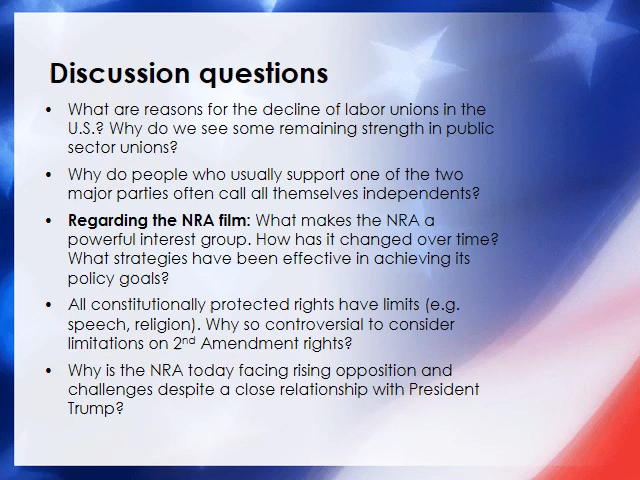 Discussion questions
• What are reasons for the decline of labor unions in the
U.S.? Why do we see some remaining strength in public
sector unions?
• Why do people who usually support one of the two
major parties often call all themselves independents?
• Regarding the NRA film: What makes the NRA a
powerful interest group. How has it changed over time?
What strategies have been effective in achieving its
policy goals?
• All constitutionally protected rights have limits (e.g.
speech, religion). Why so controversial to consider
limitations on 2nd Amendment rights?
• Why is the NRA today facing rising opposition and
challenges despite a close relationship with President
Trump?